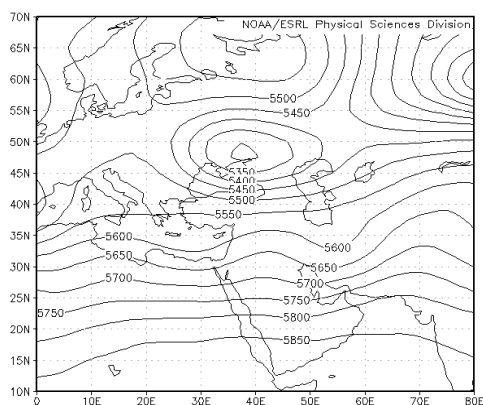 NOAA/ESRL Physical Sciences Division
70N
65N
60N
55N
50N
45N
40N
35N
30N
25N
20N
15N
10N
5500
5450
5350
5400
5450
5500
5550
5600
5600
5650
5650
5700
5700
5750
5750
5800
5850
0
10E
20E
30E
40E
50E
60E
70E
80E